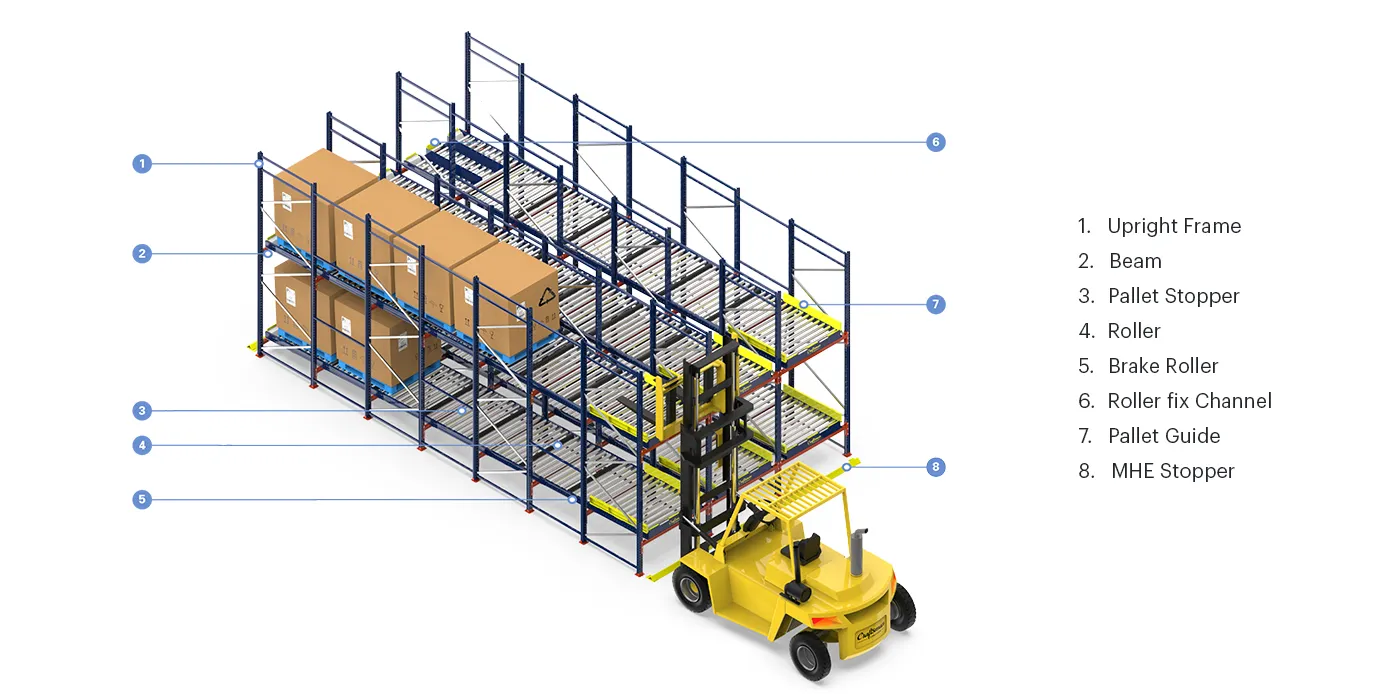 1
2
3
4
5
6
7
8
Craftsman
1. Upright Frame
2. Beam
3. Pallet Stopper
4. Roller
5. Brake Roller
6. Roller fix Channel
7. Pallet Guide
8. MHE Stopper